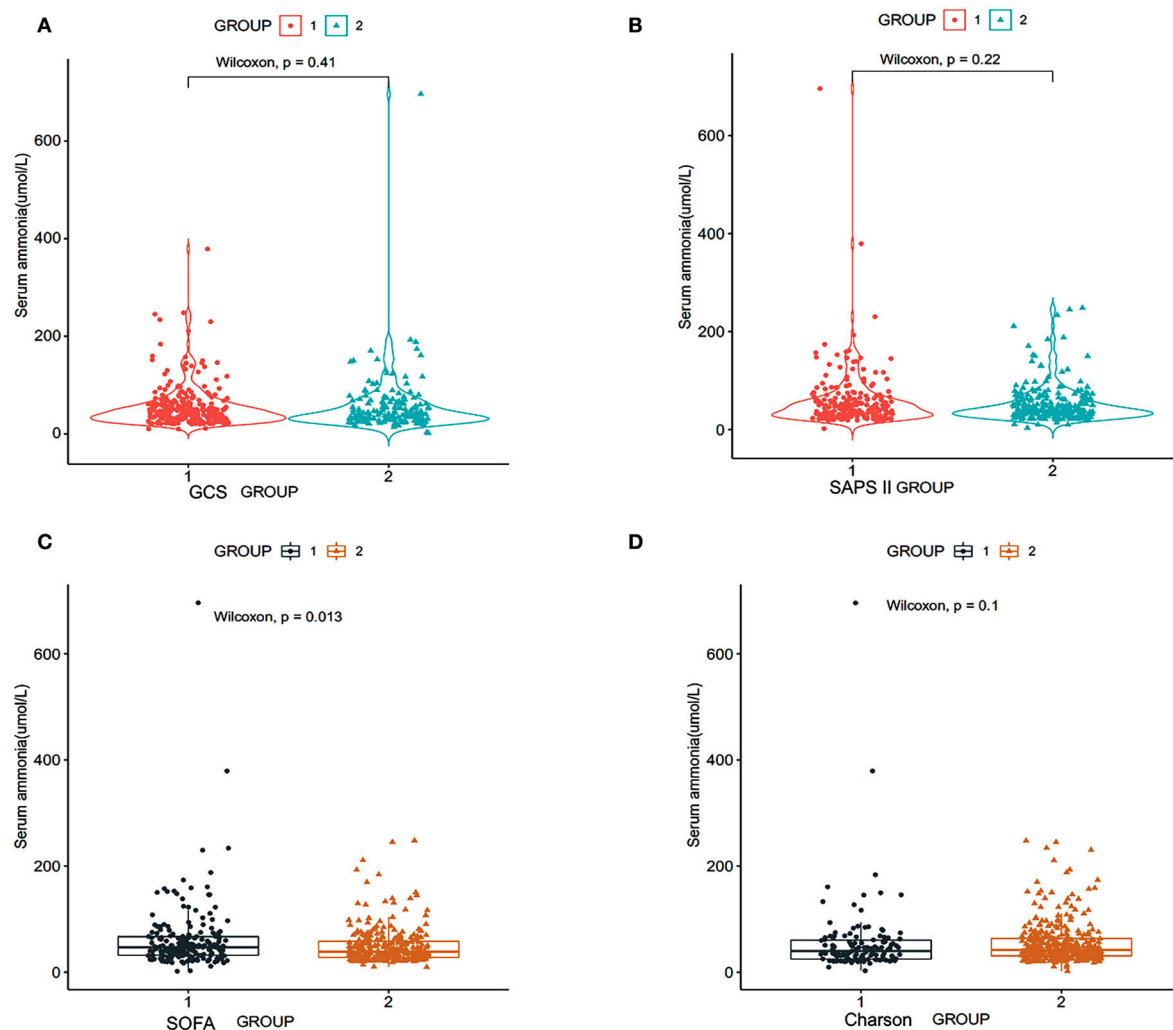 A
GROUP 1 2
Wilcoxon, p = 0.41
Serum ammonia(umol/L)
600
400
200
0
1 2
GCS GROUP
B
GROUP 1 2
Wilcoxon, p = 0.22
Serum ammonia(umol/L)
600
400
200
0
1 2
SAPS II GROUP
C
GROUP 1 2
Wilcoxon, p = 0.013
Serum ammonia(umol/L)
600
400
200
0
1 2
SOFA GROUP
D
GROUP 1 2
Wilcoxon, p = 0.1
Serum ammonia(umol/L)
600
400
200
0
1 2
Charson GROUP